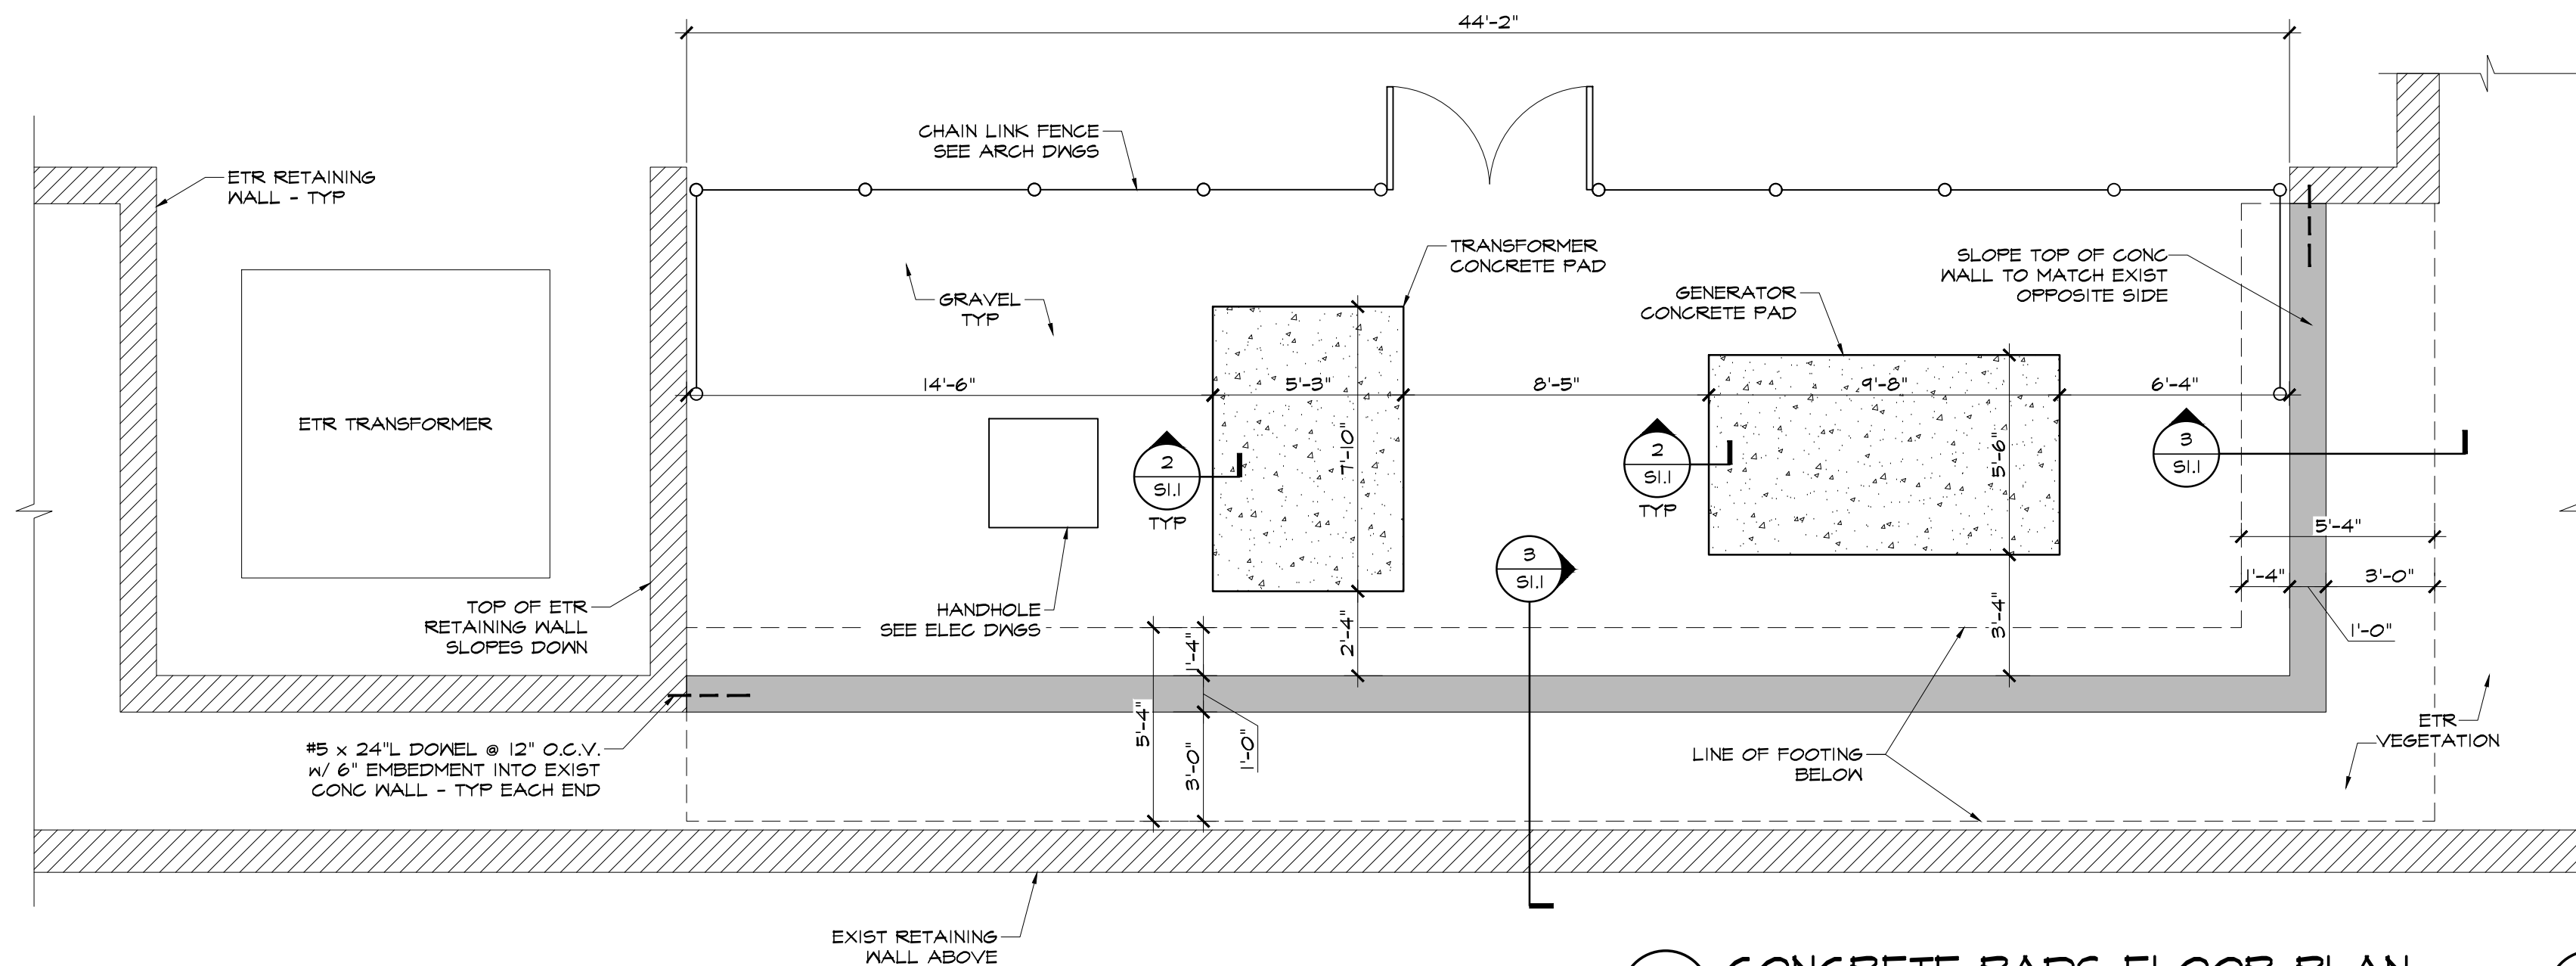 44'-2"
CHAIN LINK FENCE
SEE ARCH DWGS
ETR RETAINING
WALL - TYP
TRANSFORMER
CONCRETE PAD
SLOPE TOP OF CONC
WALL TO MATCH EXIST
OPPOSITE SIDE
GRAVEL
TYP
GENERATOR
CONCRETE PAD
14'-6"
5'-3"
8'-5"
9'-8"
6'-4"
ETR TRANSFORMER
7'-10"
5'-6"
2
S1.1
TYP
2
S1.1
TYP
3
S1.1
5'-4"
3
S1.1
1'-4"
3'-0"
1'-0"
TOP OF ETR
RETAINING WALL
SLOPES DOWN
HANDHOLE
SEE ELEC DWGS
1'-4"
2'-4"
3'-4"
#5 x 24"L DOWEL @ 12" O.C.V.
w/ 6" EMBEDMENT INTO EXIST
CONC WALL - TYP EACH END
5'-4"
3'-0"
1'-0"
LINE OF FOOTING
BELOW
ETR
VEGETATION
EXIST RETAINING
WALL ABOVE
CONCRETE PADS FLOOR PLAN